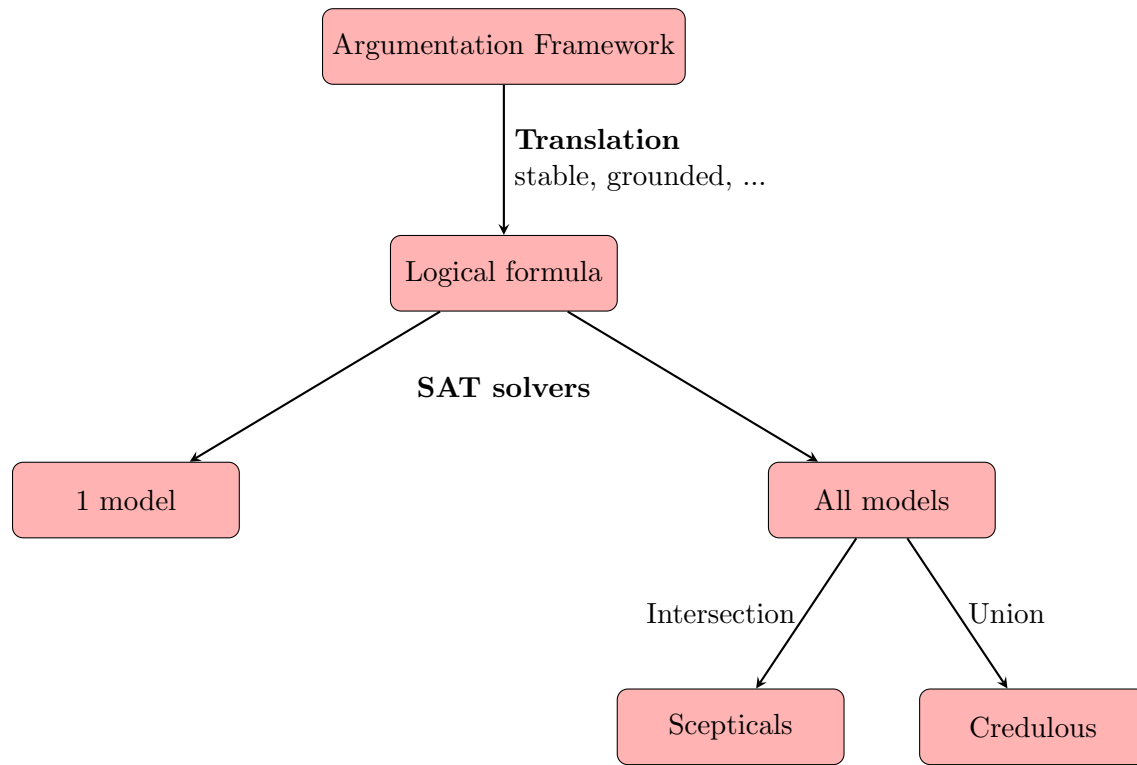 Argumentation Framework
Translation
stable, grounded, ...
Logical formula
SAT solvers
1 model
All models
Intersection
Union
Scepticals
Credulous